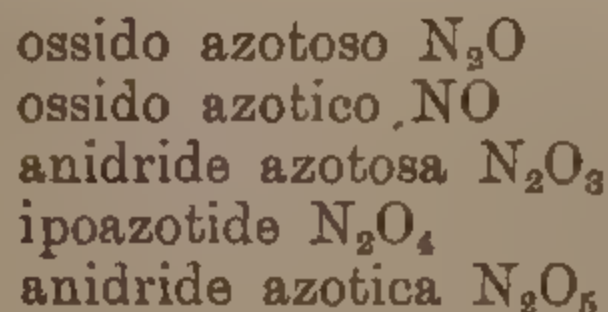 ossido azotoso N₂O
ossido azotico NO
anidride azotosa N₂O₃
ipoazotide N₂O₄
anidride azotica N₂O₅